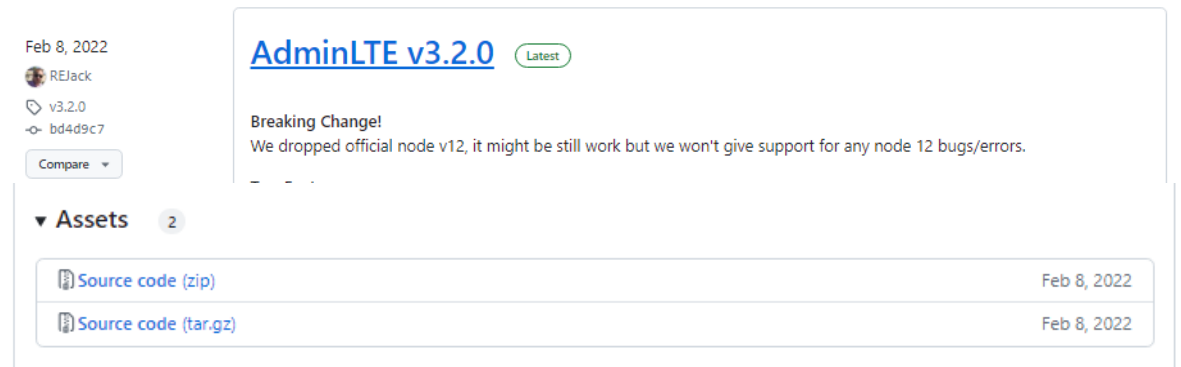 Feb 8, 2022
REJack
v3.2.0
bd4d9c7
Compare
AdminLTE v3.2.0
Latest
Breaking Change!
We dropped official node v12, it might be still work but we won't give support for any node 12 bugs/errors.
Assets 2
Source code (zip) Feb 8, 2022
Source code (tar.gz) Feb 8, 2022